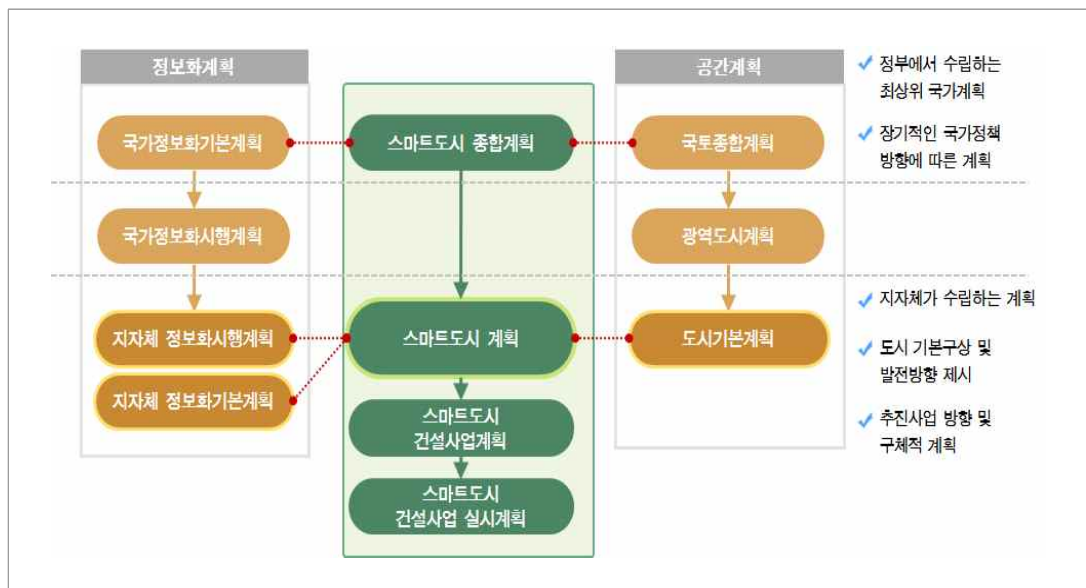 정보화계획
국가정보화기본계획
국가정보화시행계획
지자체 정보화시행계획
지자체 정보화기본계획
스마트도시 종합계획
스마트도시 계획
스마트도시
건설사업계획
스마트도시
건설사업 실시계획
공간계획
국토종합계획
광역도시계획
도시기본계획
정부에서 수립하는
최상위 국가계획
장기적인 국가정책
방향에 따른 계획
지자체가 수립하는 계획
도시 기본구상 및
발전방향 제시
추진사업 방향 및
구체적 계획